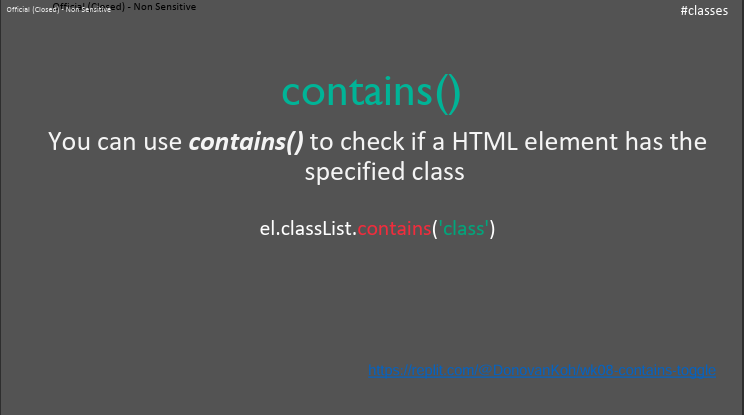 Official (Closed) - Non Sensitive
Official (Closed) - Non Sensitive
#classes
contains()
You can use contains() to check if a HTML element has the
specified class
el.classList.contains('class')